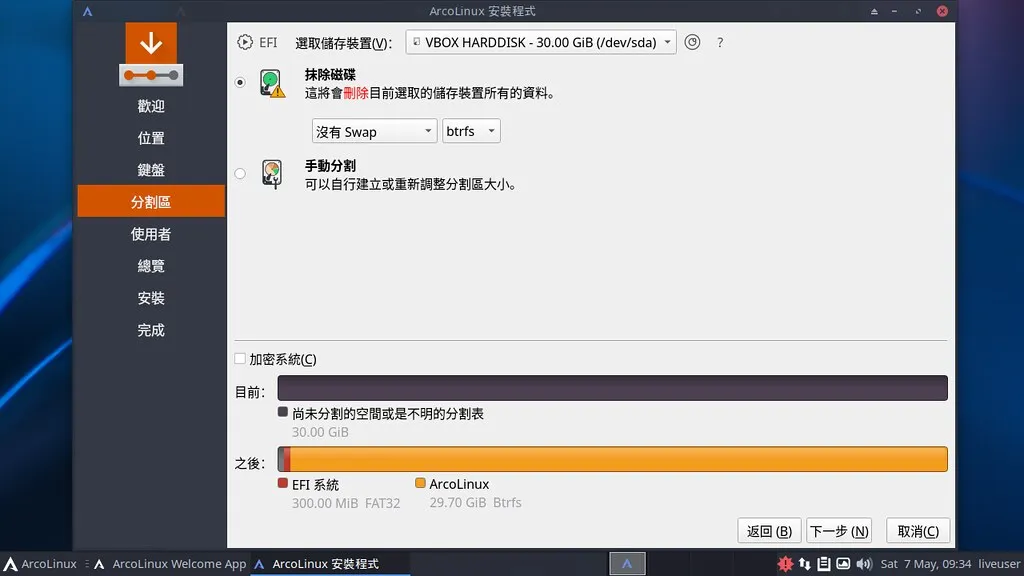 ArcoLinux 安裝程式
EFI 選取儲存裝置(V): VBOX HARDDISK - 30.00 GiB (/dev/sda) ?
歡迎
位置
鍵盤
分割區
使用者
總覽
安裝
完成
抹除磁碟
這將會刪除目前選取的儲存裝置所有的資料。
沒有 Swap btrfs
手動分割
可以自行建立或重新調整分割區大小。
加密系統(C)
目前:
尚未分割的空間或是不明的分割表
30.00 GiB
之後:
EFI 系統 ArcoLinux
300.00 MiB FAT32 29.70 GiB Btrfs
返回 (B) 下一步 (N) 取消(C)
ArcoLinux ArcoLinux Welcome App ArcoLinux 安裝程式 Sat 7 May, 09:34 liveuser